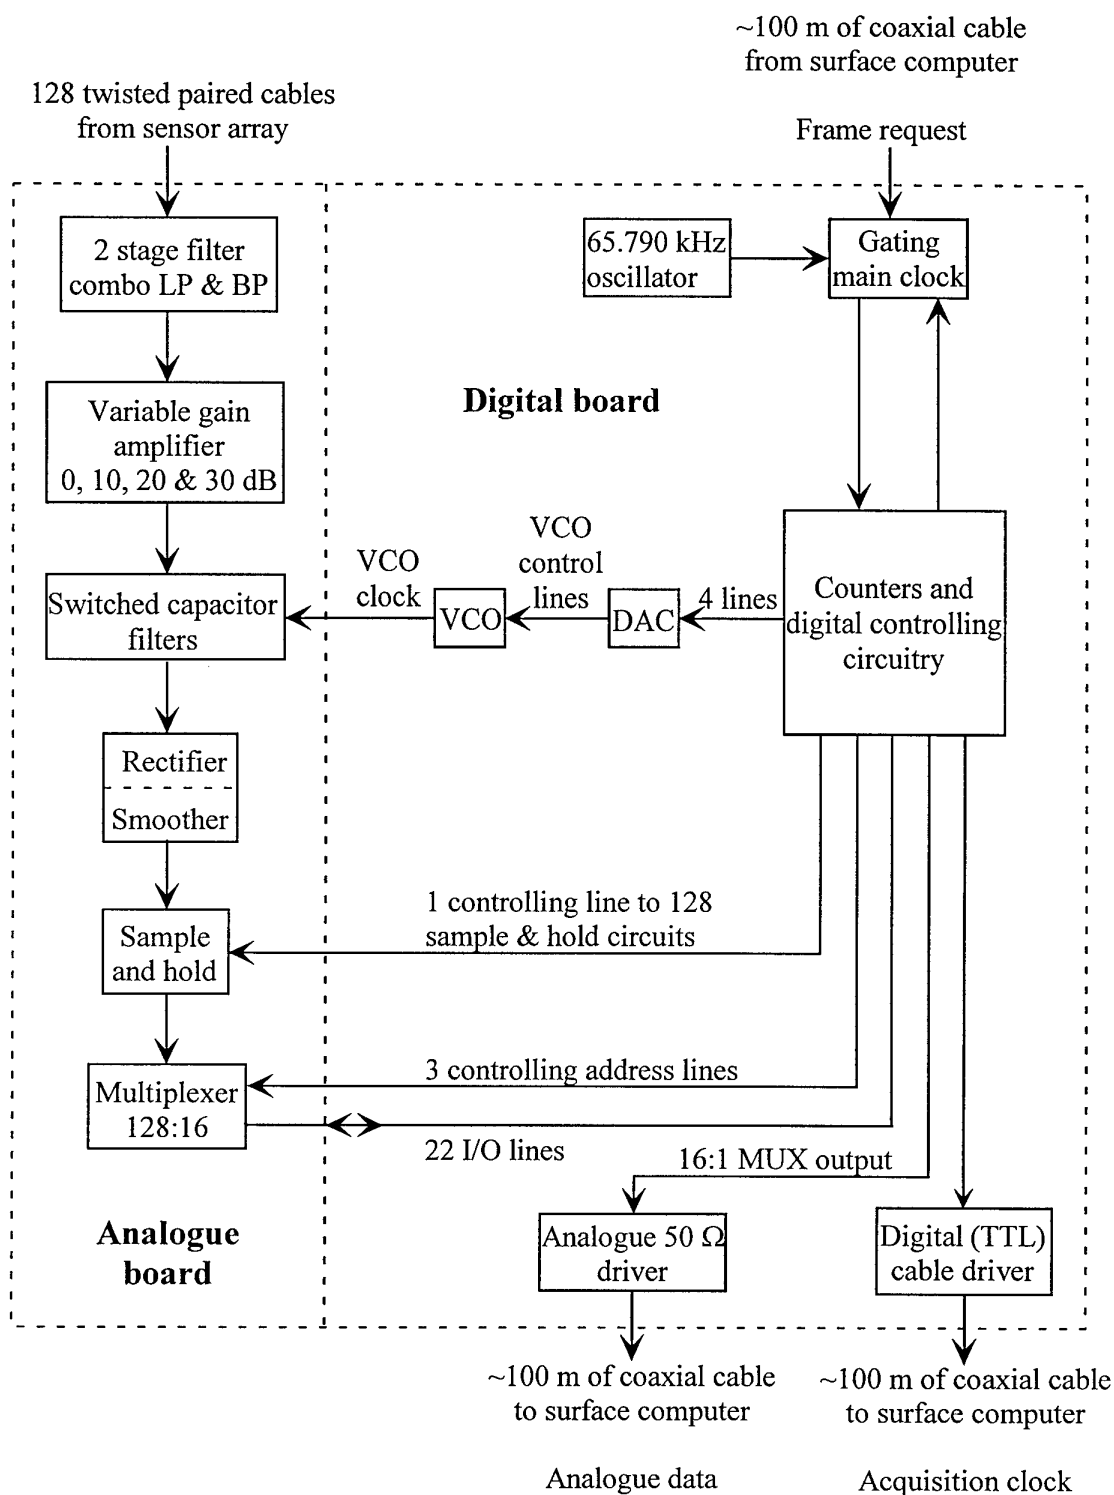 ~100 m of coaxial cable
from surface computer
128 twisted paired cables
from sensor array
Frame request
2 stage filter
combo LP & BP
65.790 kHz
oscillator
Gating
main clock
Variable gain
amplifier
0, 10, 20 & 30 dB
Digital board
Switched capacitor
filters
VCO
clock
VCO
VCO
control
lines
DAC
4 lines
Counters and
digital controlling
circuitry
Rectifier
Smoother
Sample
and hold
1 controlling line to 128
sample & hold circuits
Multiplexer
128:16
3 controlling address lines
22 I/O lines
16:1 MUX output
Analogue
board
Analogue 50 Ω
driver
Digital (TTL)
cable driver
~100 m of coaxial cable
to surface computer
~100 m of coaxial cable
to surface computer
Analogue data
Acquisition clock